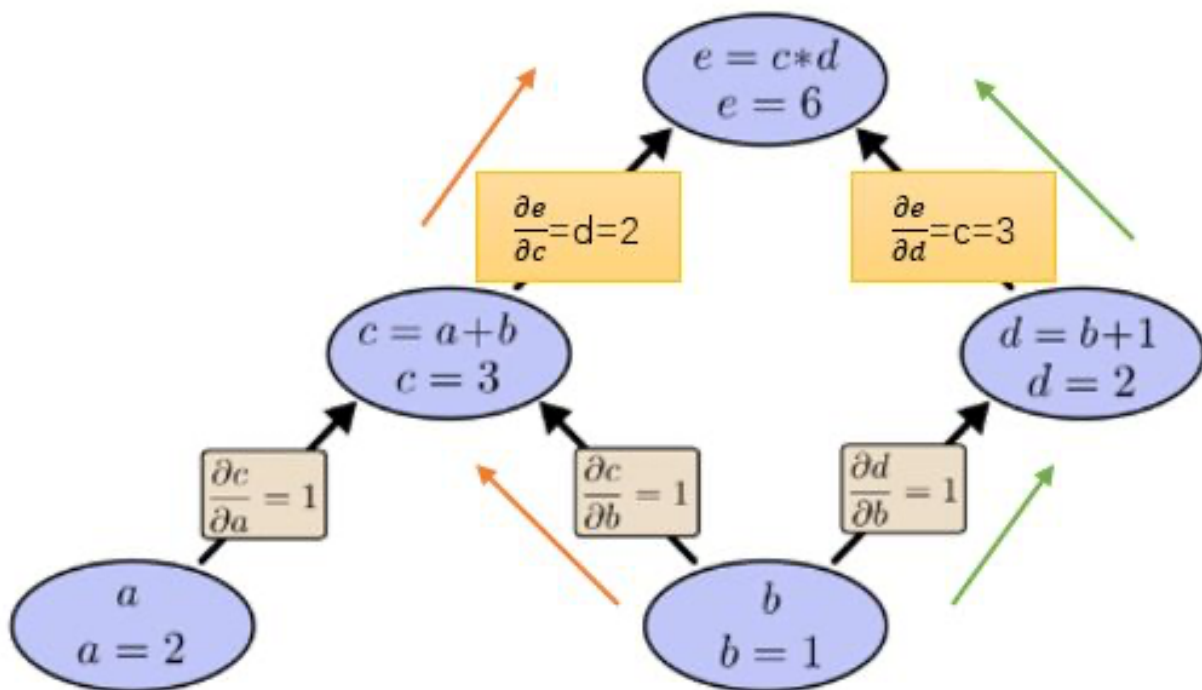 e = c*d
e = 6
∂e/∂c=d=2
∂e/∂d=c=3
c = a+b
c = 3
d = b+1
d = 2
∂c/∂a = 1
∂c/∂b = 1
∂d/∂b = 1
a
a = 2
b
b = 1